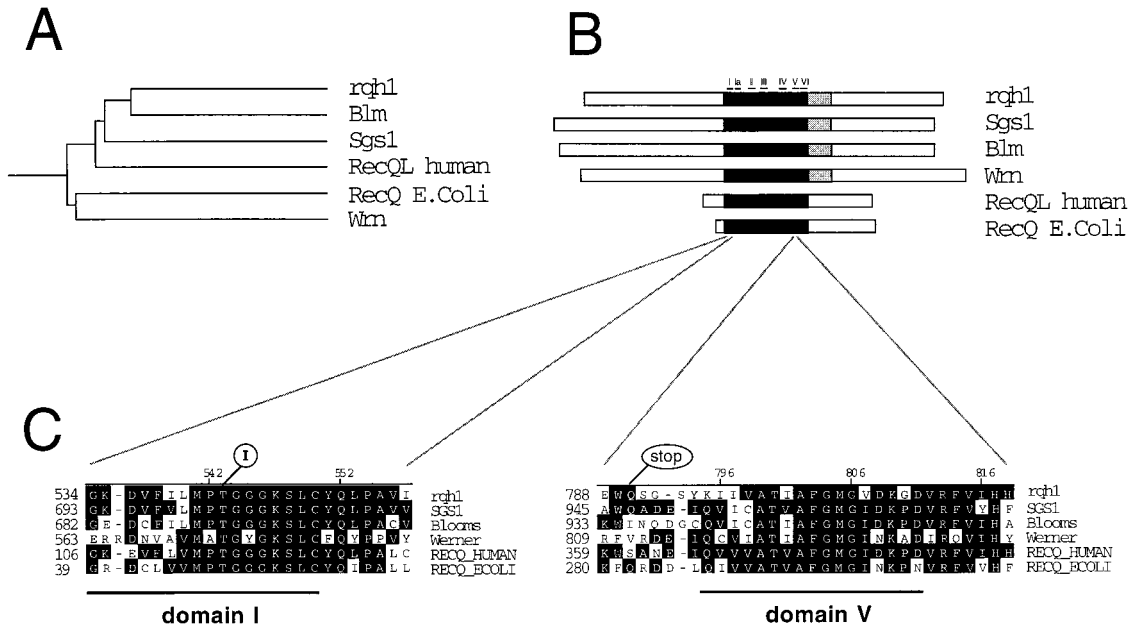 A
rqh1
Blm
Sgs1
RecQL human
RecQ E.Coli
Wrn
B
I Ia II III IV V VI
rqh1
Sgs1
Blm
Wrn
RecQL human
RecQ E.Coli
C
I
542 552
534 GK-DVFILMPTGGGKSLCYQLPAVI rqh1
693 GK-DVFVLMPTGGGKSLCYQLPAVV SGS1
682 GE-DCFILMPTGGGKSLCYQLPACV Blooms
563 ERRDNVAVMATGYGKSLCFQYPPVY Werner
106 GK-EVFLVMPTGGGKSLCYQLPALC RECQ_HUMAN
39 GR-DCLVVMPTGGGKSLCYQIPALL RECQ_ECOLI
domain I
stop
796 806 816
788 EWQSG-SYKIIVATIAFGMGVDKGDVRFVIHH rqh1
945 AWQADE-IQVICATVAFGMGIDKPDVRFVYHF SGS1
933 KWINQDGCQVICATIAFGMGIDKPDVRFVIHA Blooms
809 RFVRDE-IQCVIATIAFGMGINKADIRQVIHY Werner
359 KWSANE-IQVVVATVAFGMGIDKPDVRFVIHH RECQ_HUMAN
280 KFQRDD-LQIVVATVAFGMGINKPNVRFVVHF RECQ_ECOLI
domain V